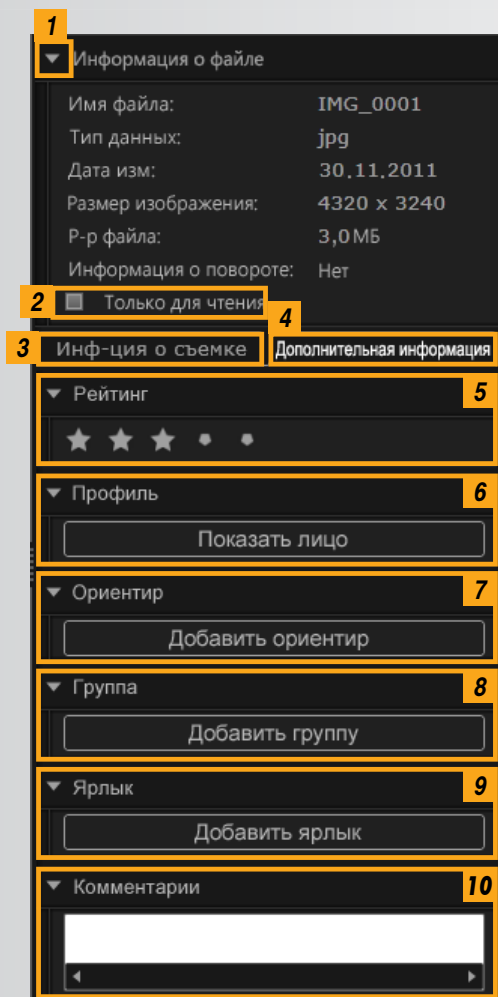 1
Информация о файле
Имя файла: IMG_0001
Тип данных: jpg
Дата изм: 30.11.2011
Размер изображения: 4320 x 3240
Р-р файла: 3,0МБ
Информация о повороте: Нет
2 Только для чтения
4
3 Инф-ция о съемке Дополнительная информация
Рейтинг 5
Профиль 6
Показать лицо
Ориентир 7
Добавить ориентир
Группа 8
Добавить группу
Ярлык 9
Добавить ярлык
Комментарии 10